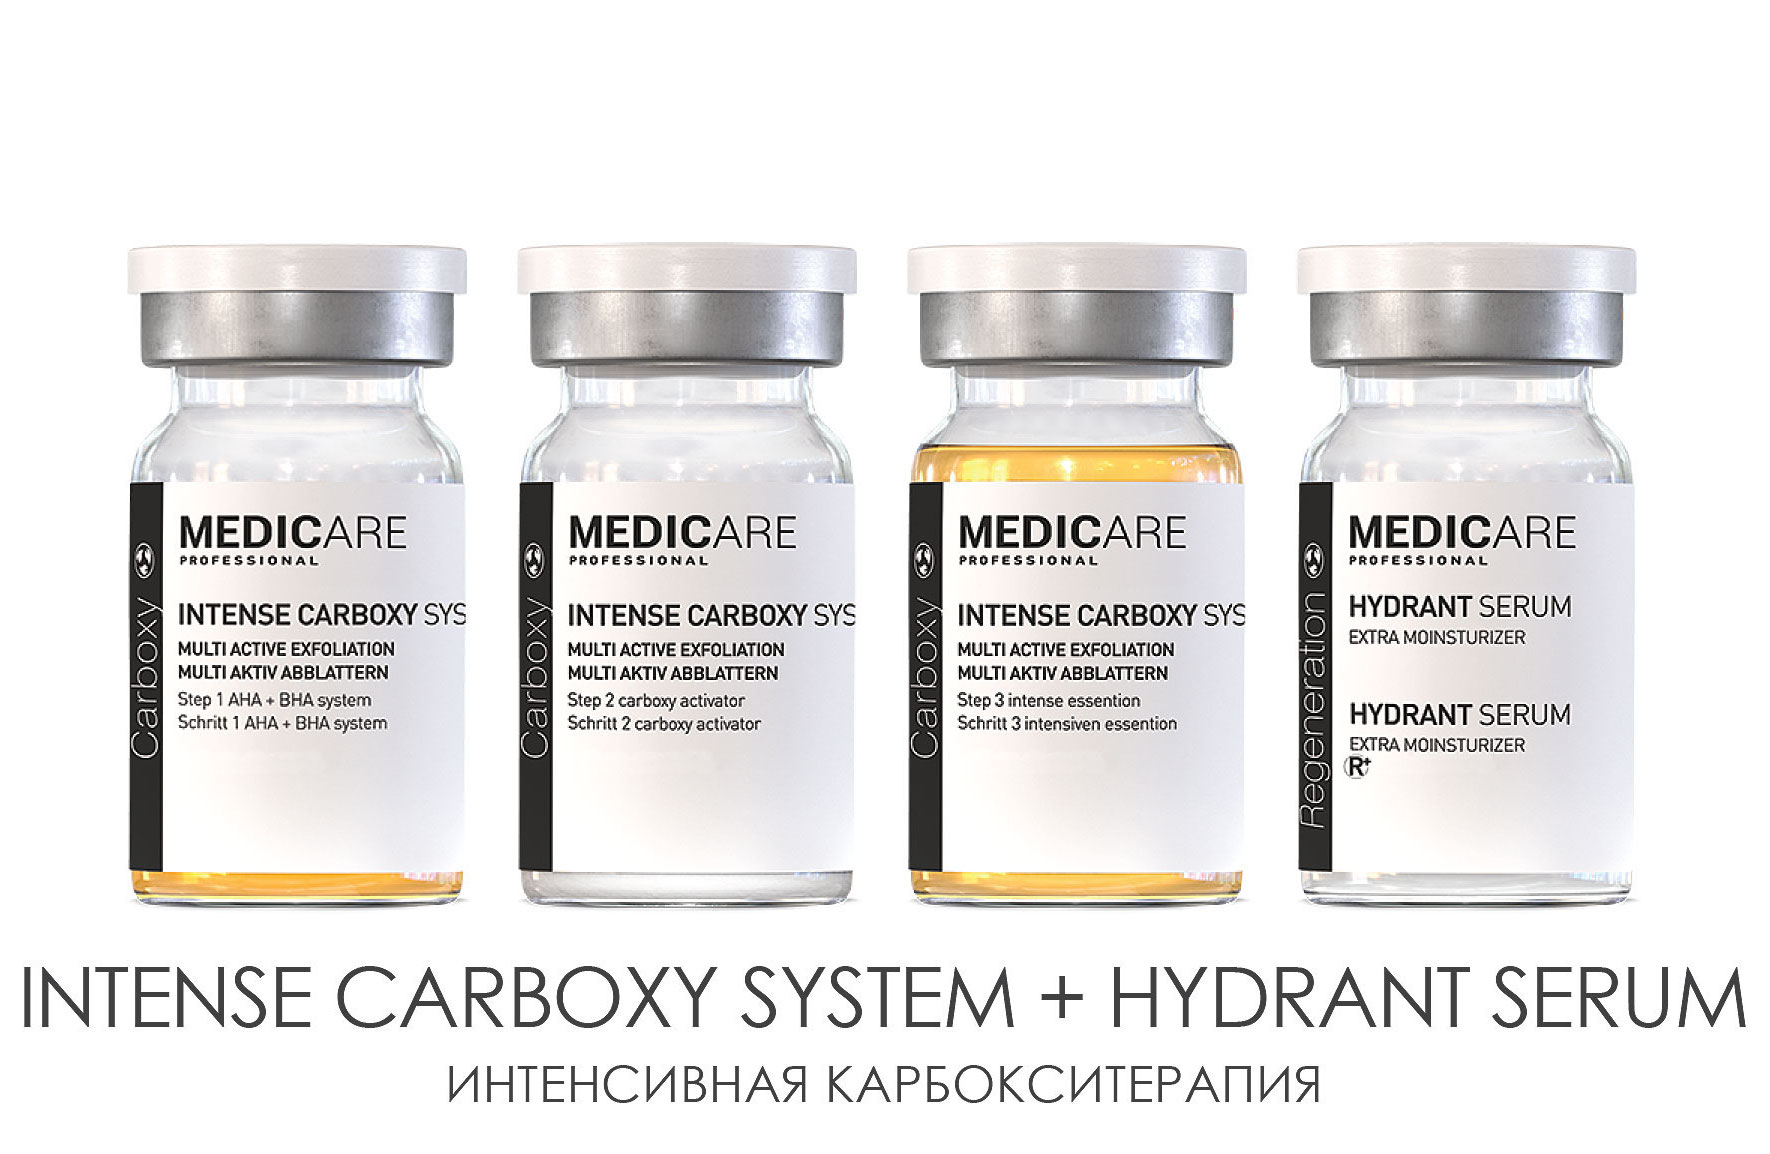 MEDICARE
PROFESSIONAL
INTENSE CARBOXY SYS
MULTI ACTIVE EXFOLIATION
MULTI AKTIV ABBLATTERN
Step 1 AHA + BHA system
Schritt 1 AHA + BHA system
Carboxy
MEDICARE
PROFESSIONAL
INTENSE CARBOXY SYS
MULTI ACTIVE EXFOLIATION
MULTI AKTIV ABBLATTERN
Step 2 carboxy activator
Schritt 2 carboxy activator
Carboxy
MEDICARE
PROFESSIONAL
INTENSE CARBOXY SYS
MULTI ACTIVE EXFOLIATION
MULTI AKTIV ABBLATTERN
Step 3 intense essention
Schritt 3 intensiven essention
Carboxy
MEDICARE
PROFESSIONAL
HYDRANT SERUM
EXTRA MOINSTURIZER
HYDRANT SERUM
EXTRA MOINSTURIZER
R+
Regeneration
INTENSE CARBOXY SYSTEM + HYDRANT SERUM
ИНТЕНСИВНАЯ КАРБОКСИТЕРАПИЯ